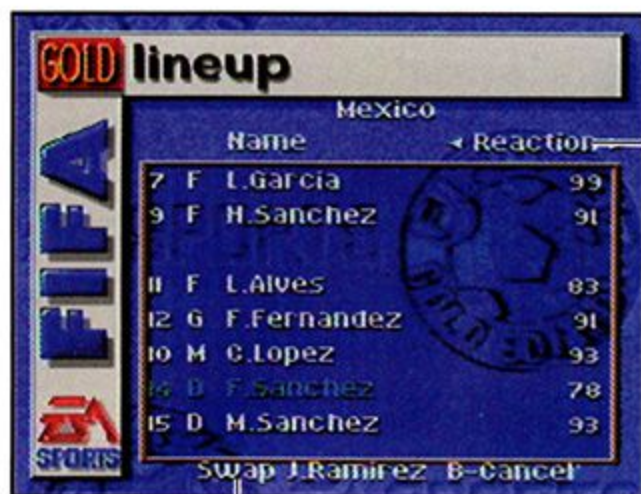 GOLD lineup
Mexico
Name ◄ Reaction
7 F L.Garcia 99
9 F H.Sanchez 91
11 F L.Alves 83
12 G F.Fernandez 91
10 M C.Lopez 93
14 D F.Sanchez 78
15 D M.Sanchez 93
Swap J.Ramirez B-Cancel
FIFA
EA
SPORTS